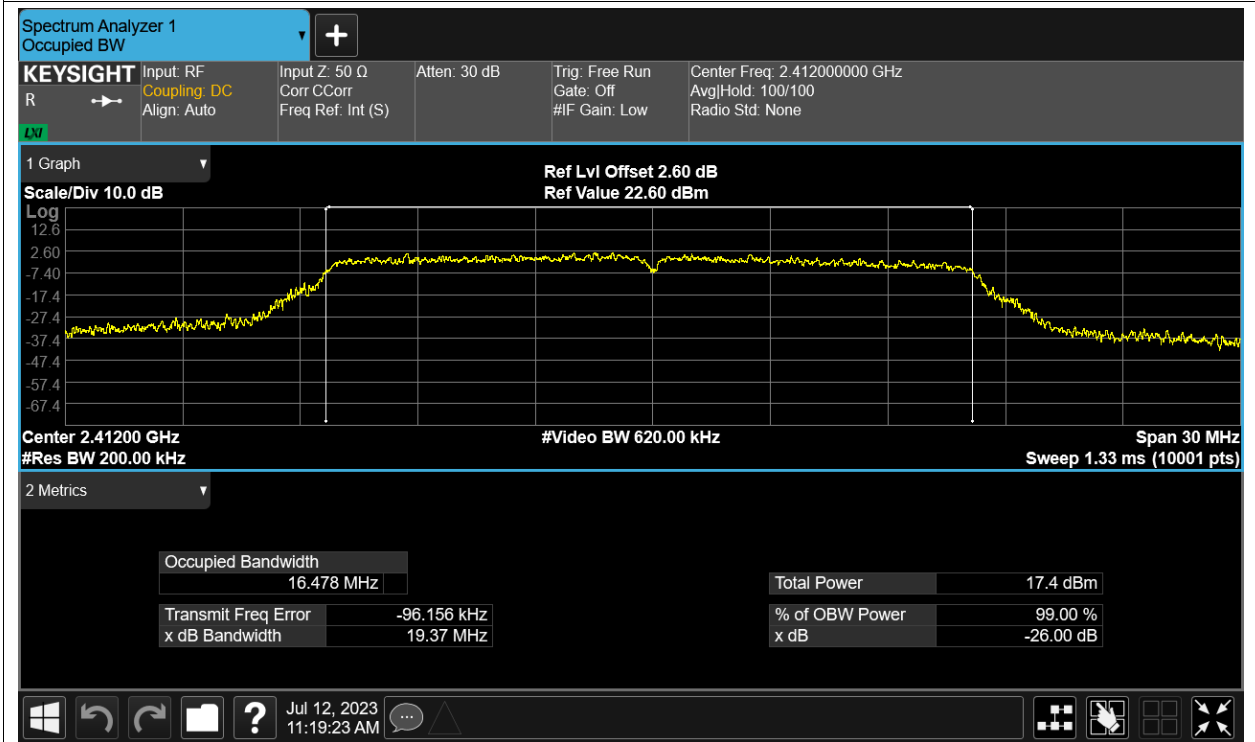 Spectrum Analyzer 1
Occupied BW
KEYSIGHT
R
LXI
Input: RF
Coupling: DC
Align: Auto
Input Z: 50 Ω
Corr CCorr
Freq Ref: Int (S)
Atten: 30 dB
Trig: Free Run
Gate: Off
#IF Gain: Low
Center Freq: 2.412000000 GHz
Avg|Hold: 100/100
Radio Std: None
1 Graph
Scale/Div 10.0 dB
Ref Lvl Offset 2.60 dB
Ref Value 22.60 dBm
Log
12.6
2.60
-7.40
-17.4
-27.4
-37.4
-47.4
-57.4
-67.4
Center 2.41200 GHz
#Video BW 620.00 kHz
Span 30 MHz
#Res BW 200.00 kHz
Sweep 1.33 ms (10001 pts)
2 Metrics
Occupied Bandwidth
16.478 MHz
Total Power 17.4 dBm
Transmit Freq Error -96.156 kHz
% of OBW Power 99.00 %
x dB Bandwidth 19.37 MHz
x dB -26.00 dB
?
Jul 12, 2023
11:19:23 AM